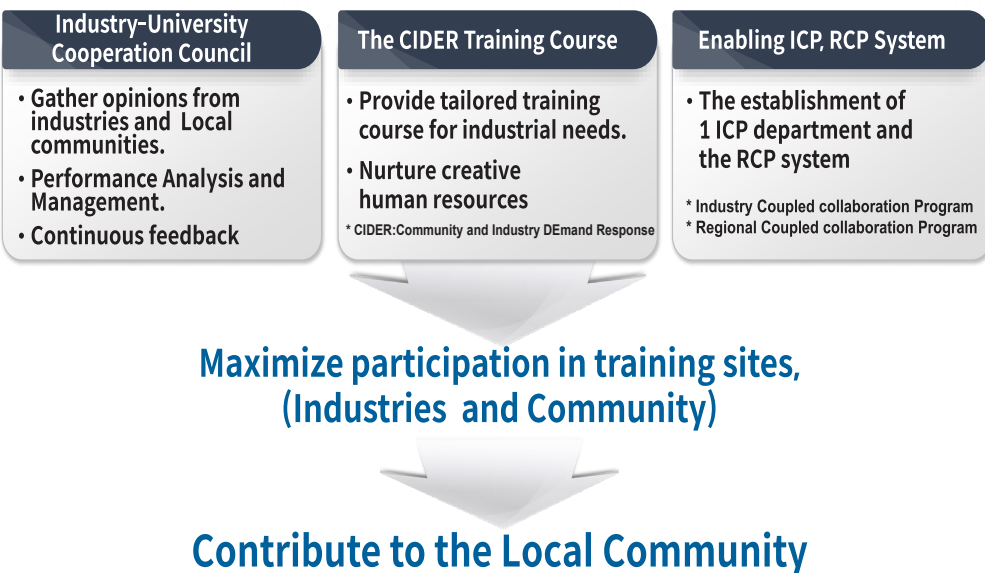 Industry-University
Cooperation Council
• Gather opinions from
industries and Local
communities.
• Performance Analysis and
Management.
• Continuous feedback
The CIDER Training Course
• Provide tailored training
course for industrial needs.
• Nurture creative
human resources
* CIDER:Community and Industry DEmand Response
Enabling ICP, RCP System
• The establishment of
1 ICP department and
the RCP system
* Industry Coupled collaboration Program
* Regional Coupled collaboration Program
Maximize participation in training sites,
(Industries and Community)
Contribute to the Local Community